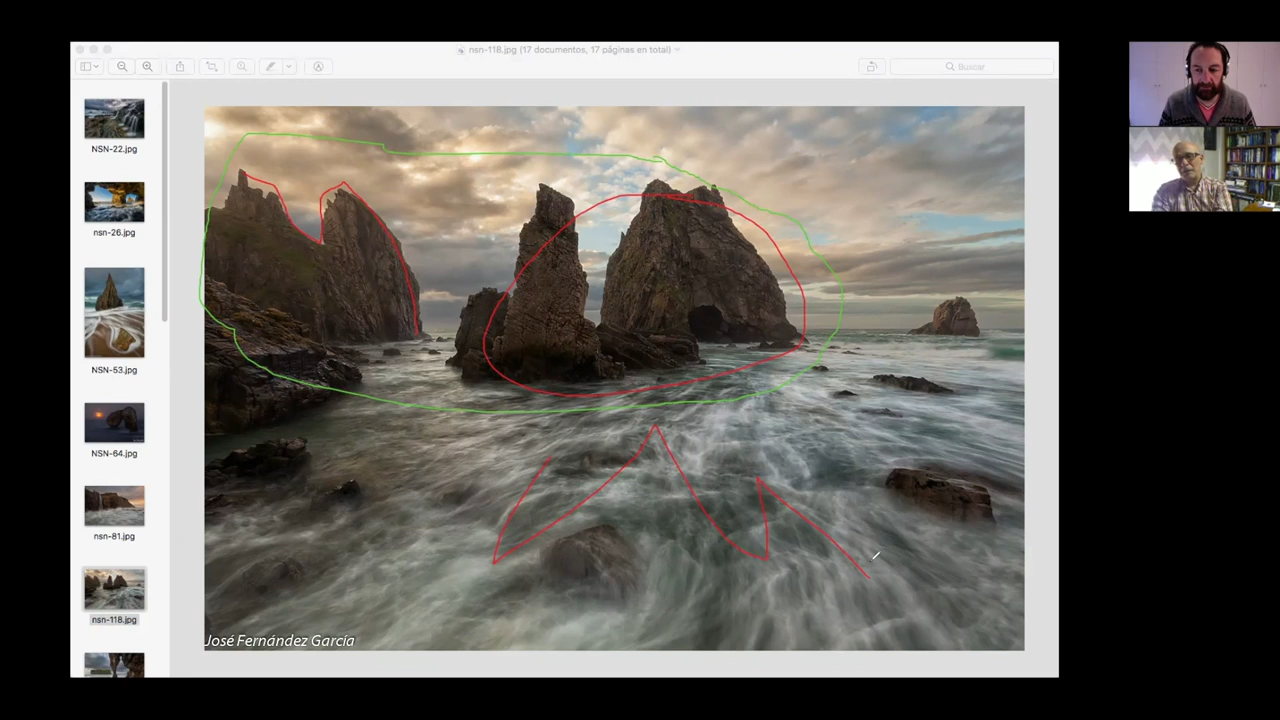 nsn-118.jpg (17 documentos, 17 páginas en total)
Buscar
NSN-22.jpg
nsn-26.jpg
NSN-53.jpg
NSN-64.jpg
nsn-81.jpg
nsn-118.jpg
José Fernández García